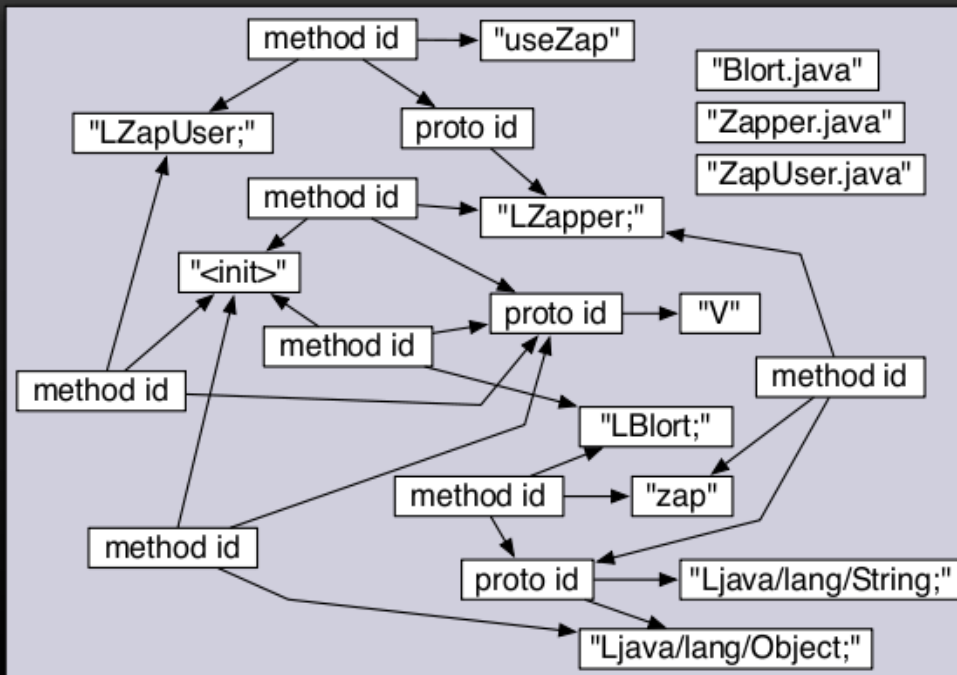 method id
"useZap"
"Blort.java"
"LZapUser;"
proto id
"Zapper.java"
"ZapUser.java"
method id
"LZapper;"
"<init>"
proto id
"V"
method id
method id
method id
"LBlort;"
method id
"zap"
method id
proto id
"Ljava/lang/String;"
"Ljava/lang/Object;"